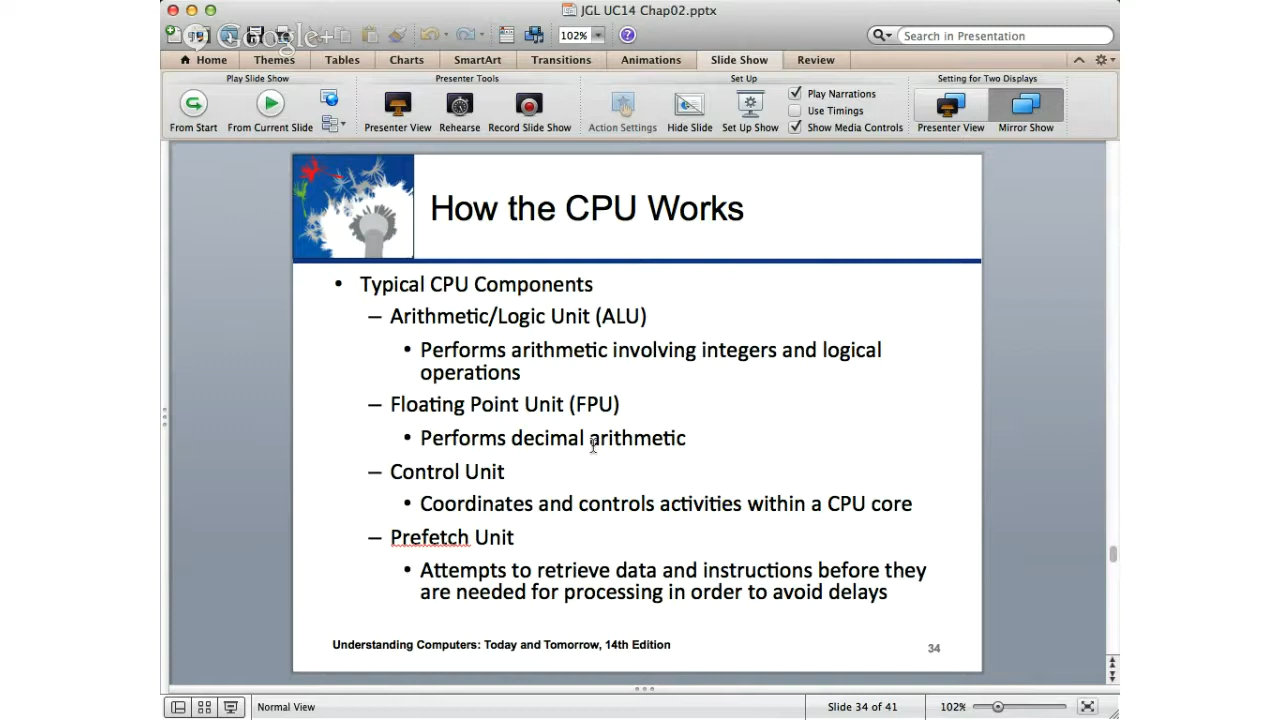 JGL UC14 Chap02.pptx
Google+
102%
Search in Presentation
Home Themes Tables Charts SmartArt Transitions Animations Slide Show Review
Play Slide Show Presenter Tools Set Up Setting for Two Displays
Play Narrations
Use Timings
From Start From Current Slide Presenter View Rehearse Record Slide Show Action Settings Hide Slide Set Up Show Show Media Controls Presenter View Mirror Show
How the CPU Works
• Typical CPU Components
– Arithmetic/Logic Unit (ALU)
• Performs arithmetic involving integers and logical
operations
– Floating Point Unit (FPU)
• Performs decimal arithmetic
– Control Unit
• Coordinates and controls activities within a CPU core
– Prefetch Unit
• Attempts to retrieve data and instructions before they
are needed for processing in order to avoid delays
Understanding Computers: Today and Tomorrow, 14th Edition
34
Normal View Slide 34 of 41 102%